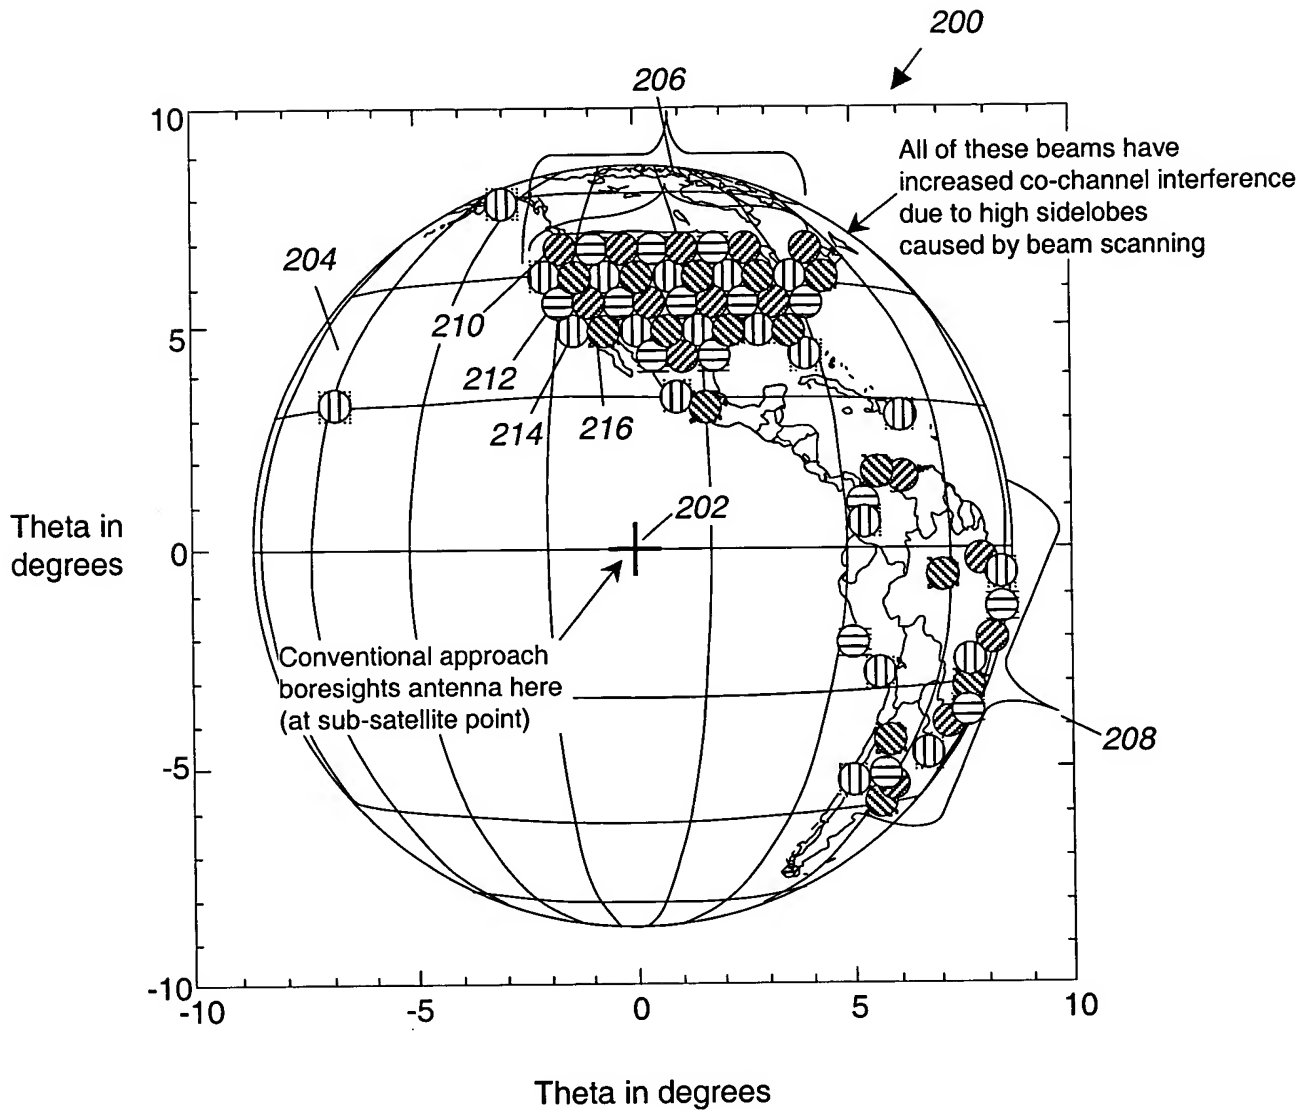 200
206
10
All of these beams have
increased co-channel interference
due to high sidelobes
caused by beam scanning
204
210
5
212
214
216
202
Theta in
degrees
0
Conventional approach
boresights antenna here
(at sub-satellite point)
208
-5
-10
-10
-5
0
5
10
Theta in degrees